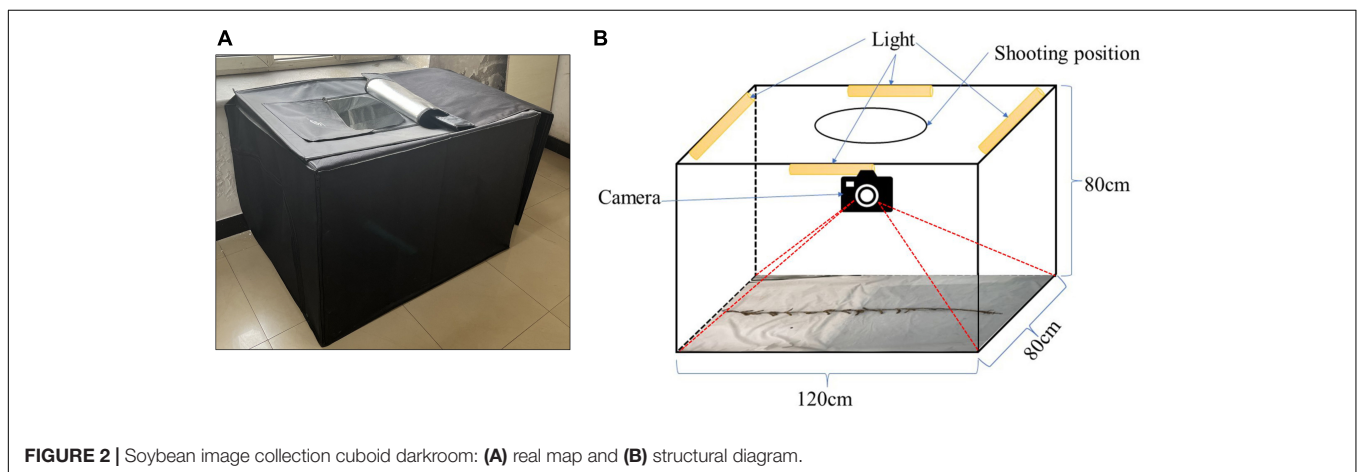 A
B
Light
Shooting position
Camera
80cm
80cm
120cm
FIGURE 2 | Soybean image collection cuboid darkroom: (A) real map and (B) structural diagram.